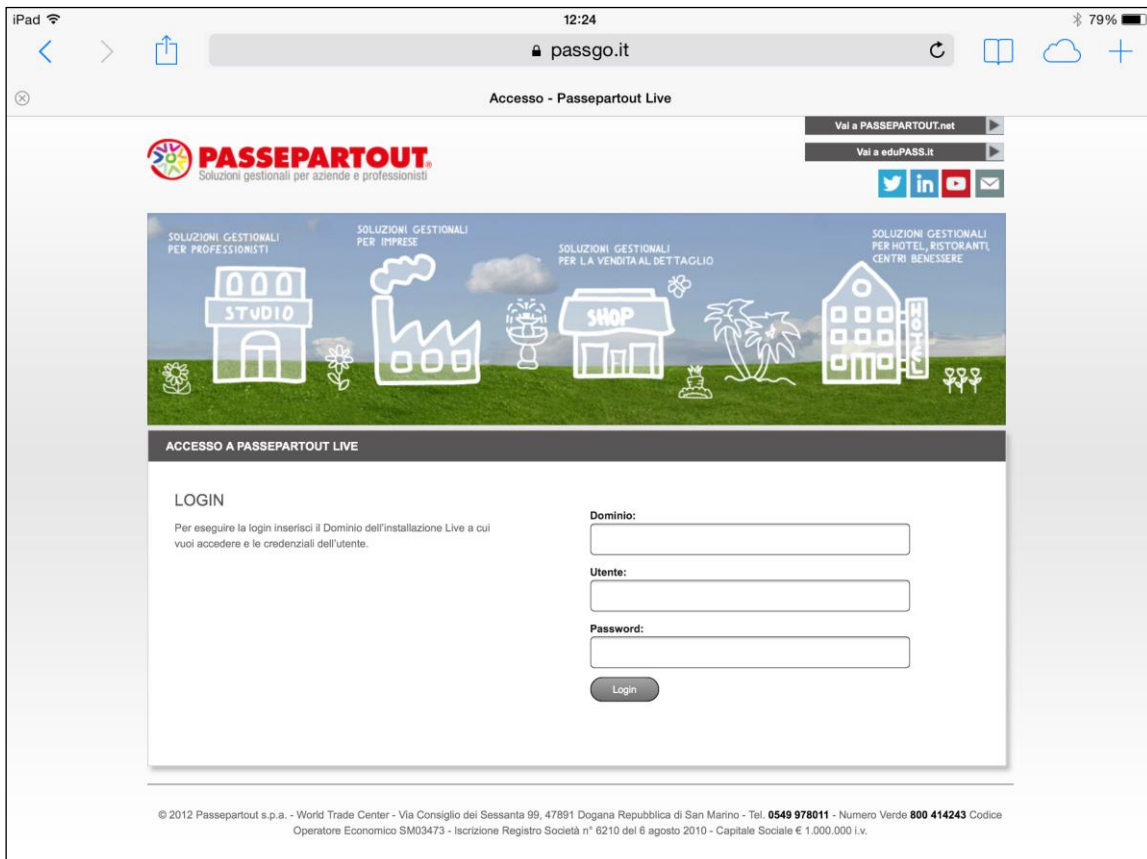 iPad 12:24 79%
passgo.it
Accesso - Passepartout Live
Vai a PASSEPARTOUT.net
Vai a eduPASS.it
PASSEPARTOUT®
Soluzioni gestionali per aziende e professionisti
in
SOLUZIONI GESTIONALI
PER PROFESSIONISTI
STUDIO
SOLUZIONI GESTIONALI
PER IMPRESE
SOLUZIONI GESTIONALI
PER LA VENDITA AL DETTAGLIO
SHOP
SOLUZIONI GESTIONALI
PER HOTEL, RISTORANTI,
CENTRI BENESSERE
HOTEL
ACCESSO A PASSEPARTOUT LIVE
LOGIN
Per eseguire la login inserisci il Dominio dell'installazione Live a cui
vuoi accedere e le credenziali dell'utente.
Dominio:
Utente:
Password:
Login
© 2012 Passepartout s.p.a. - World Trade Center - Via Consiglio dei Sessanta 99, 47891 Dogana Repubblica di San Marino - Tel. 0549 978011 - Numero Verde 800 414243 Codice
Operatore Economico SM03473 - Iscrizione Registro Società n° 6210 del 6 agosto 2010 - Capitale Sociale € 1.000.000 i.v.